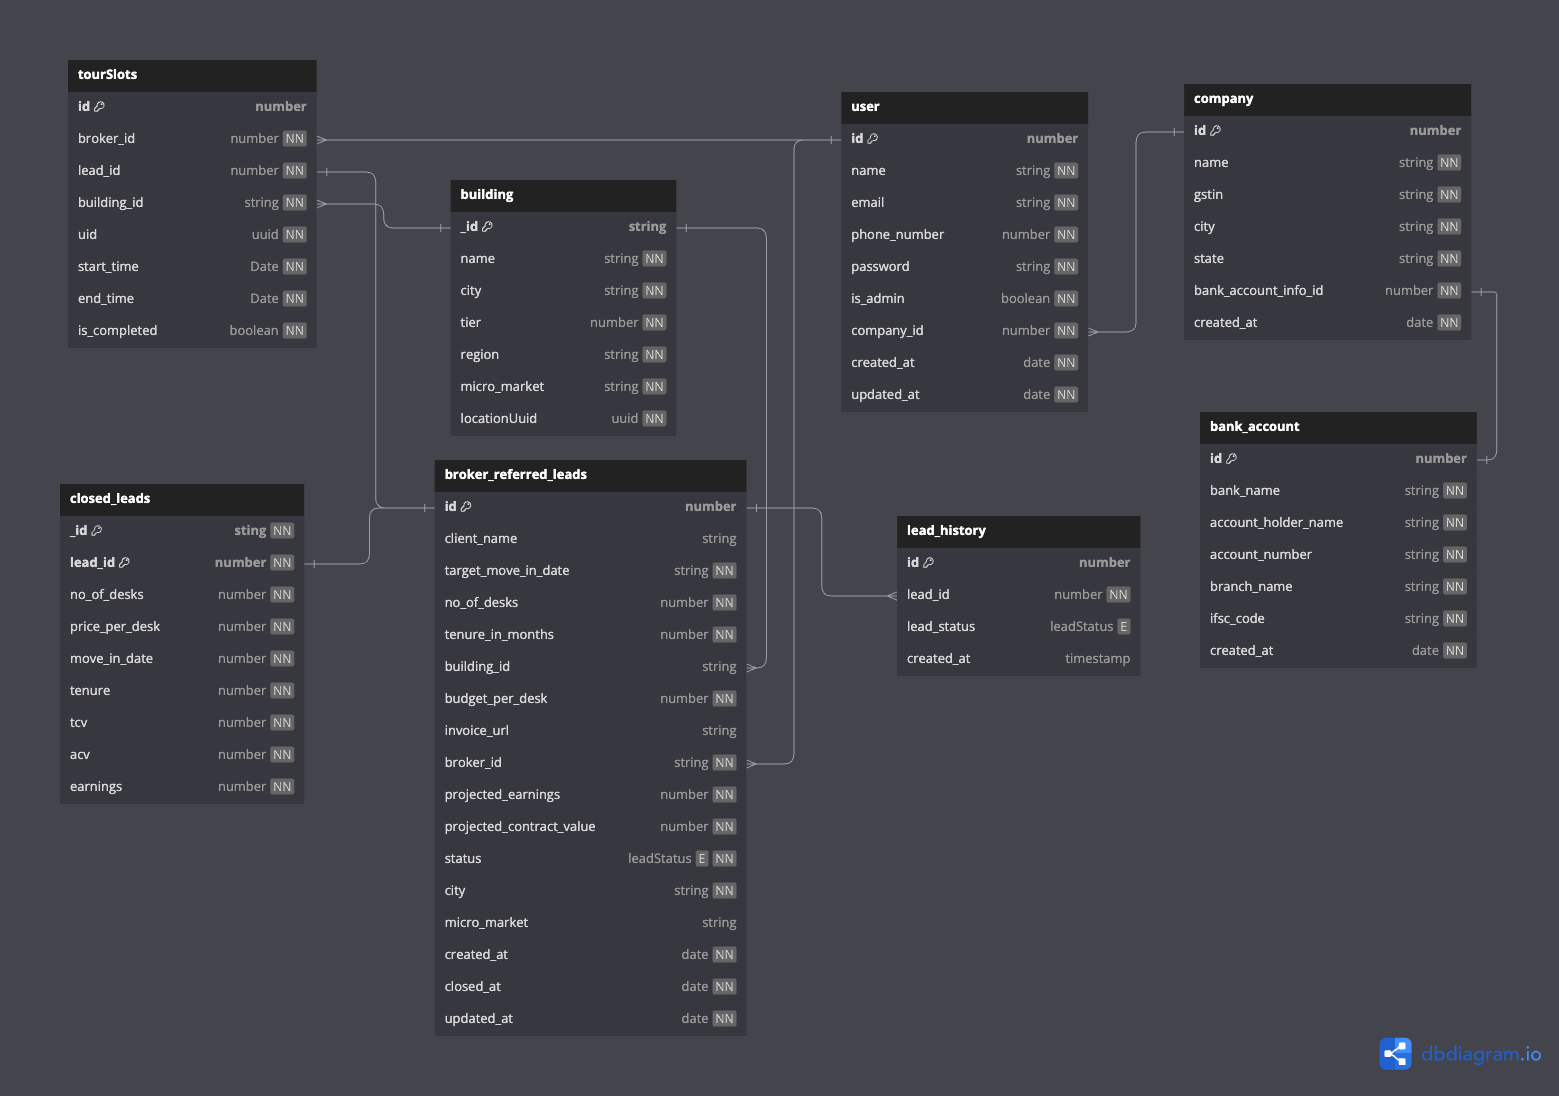 tourSlots
id number
broker_id number NN
lead_id number NN
building_id string NN
uid uuid NN
start_time Date NN
end_time Date NN
is_completed boolean NN
building
_id string
name string NN
city string NN
tier number NN
region string NN
micro_market string NN
locationUuid uuid NN
user
id number
name string NN
email string NN
phone_number number NN
password string NN
is_admin boolean NN
company_id number NN
created_at date NN
updated_at date NN
company
id number
name string NN
gstin string NN
city string NN
state string NN
bank_account_info_id number NN
created_at date NN
closed_leads
_id sting NN
lead_id number NN
no_of_desks number NN
price_per_desk number NN
move_in_date number NN
tenure number NN
tcv number NN
acv number NN
earnings number NN
broker_referred_leads
id number
client_name string
target_move_in_date string NN
no_of_desks number NN
tenure_in_months number NN
building_id string
budget_per_desk number NN
invoice_url string
broker_id string NN
projected_earnings number NN
projected_contract_value number NN
status leadStatus E NN
city string NN
micro_market string
created_at date NN
closed_at date NN
updated_at date NN
lead_history
id number
lead_id number NN
lead_status leadStatus E
created_at timestamp
bank_account
id number
bank_name string NN
account_holder_name string NN
account_number string NN
branch_name string NN
ifsc_code string NN
created_at date NN
dbdiagram.io